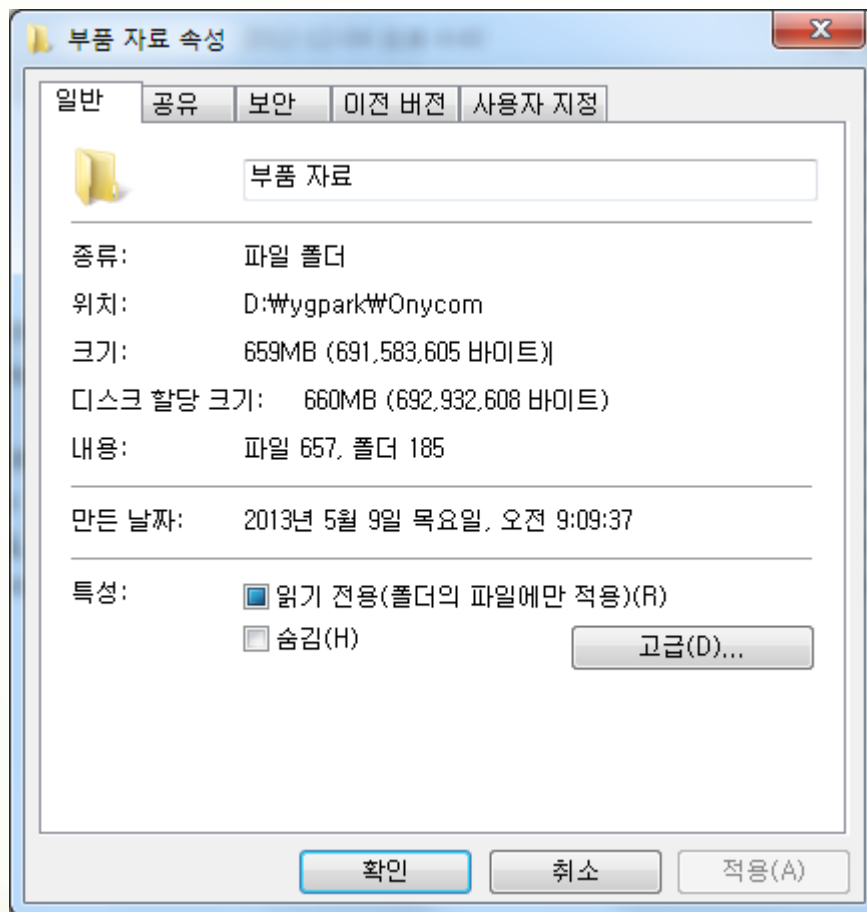 부품 자료 속성
일반 공유 보안 이전 버전 사용자 지정
부품 자료
종류: 파일 폴더
위치: D:₩ygpark₩Onycom
크기: 659MB (691,583,605 바이트)
디스크 할당 크기: 660MB (692,932,608 바이트)
내용: 파일 657, 폴더 185
만든 날짜: 2013년 5월 9일 목요일, 오전 9:09:37
특성: 읽기 전용(폴더의 파일에만 적용)(R)
숨김(H) 고급(D)...
확인 취소 적용(A)